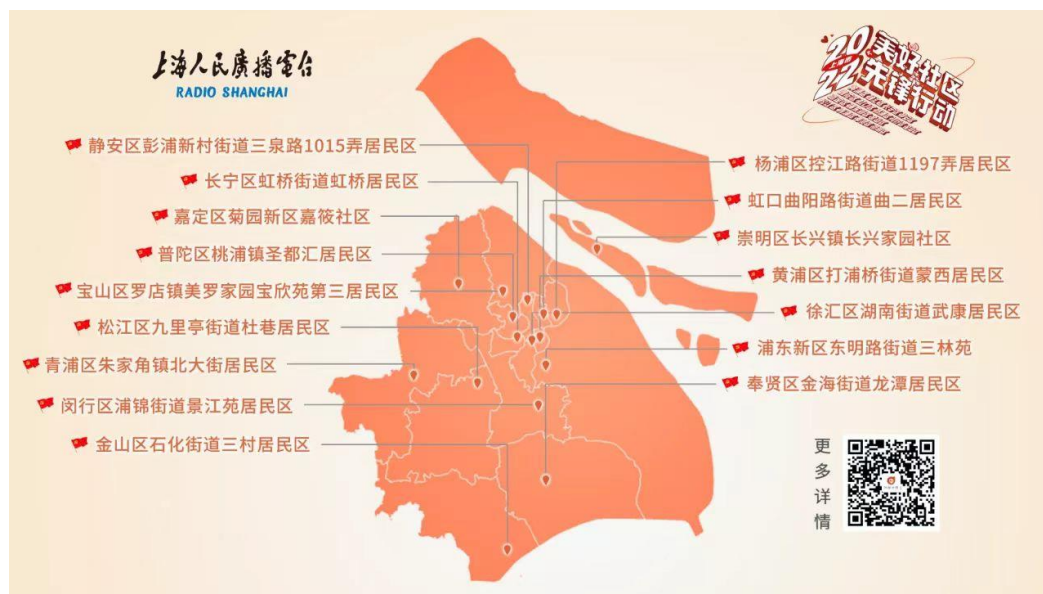 上海人民廣播電台
RADIO SHANGHAI
2022
上海市
美好社区
先锋行动
静安区彭浦新村街道三泉路1015弄居民区
长宁区虹桥街道虹桥居民区
嘉定区菊园新区嘉筱社区
普陀区桃浦镇圣都汇居民区
宝山区罗店镇美罗家园宝欣苑第三居民区
松江区九里亭街道杜巷居民区
青浦区朱家角镇北大街居民区
闵行区浦锦街道景江苑居民区
金山区石化街道三村居民区
杨浦区控江路街道1197弄居民区
虹口曲阳路街道曲二居民区
崇明区长兴镇长兴家园社区
黄浦区打浦桥街道蒙西居民区
徐汇区湖南街道武康居民区
浦东新区东明路街道三林苑
奉贤区金海街道龙潭居民区
更多详情